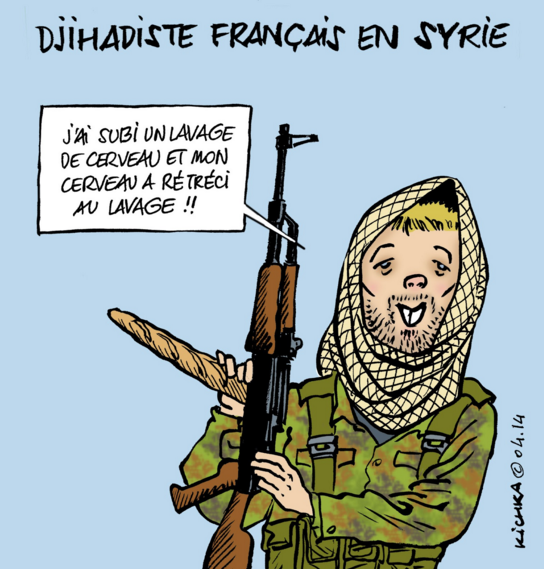 DJIHADISTE FRANÇAIS EN SYRIE
J'AI SUBI UN LAVAGE
DE CERVEAU ET MON
CERVEAU A RÉTRÉCI
AU LAVAGE !!
KICHKA © 04.14